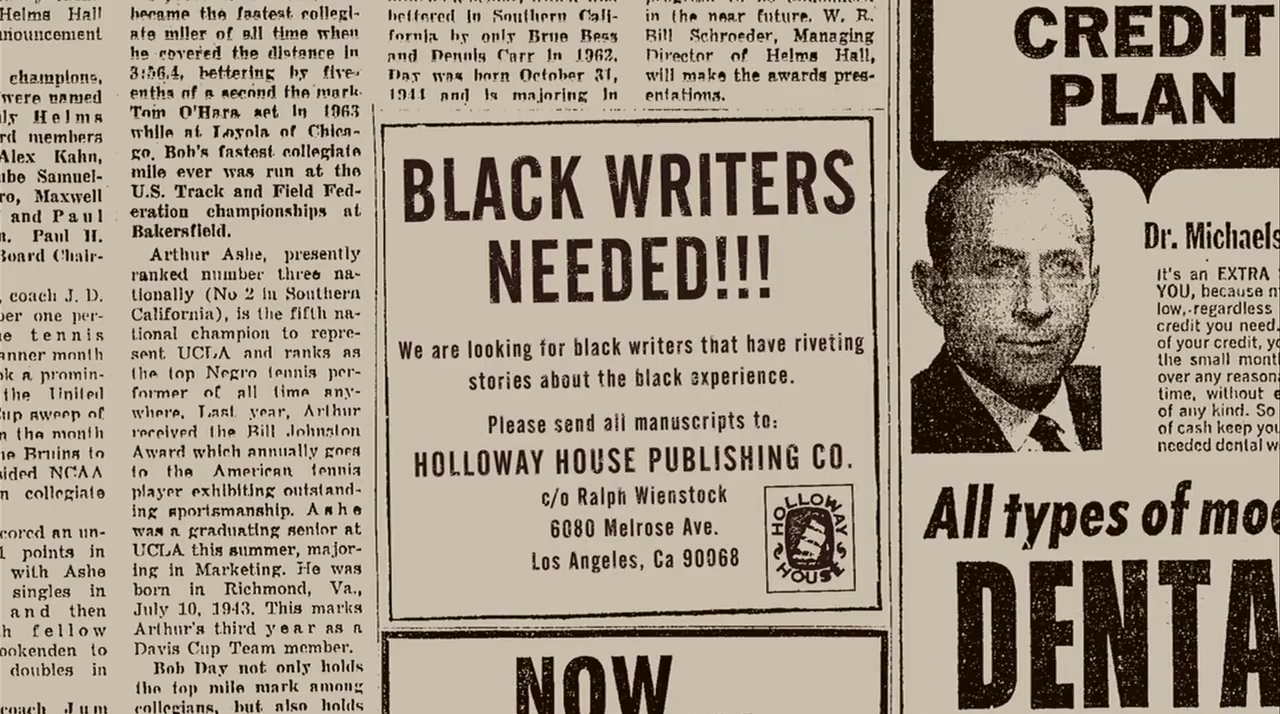 Helms Hall
nnouncement
champions,
were named
ly Helms
rd members
Alex Kahn,
ube Samuel-
ro, Maxwell
and Paul
n. Paul H.
Board Chair-
, coach J. D.
ber one per-
e tennis
anner month
ok a promin-
the United
Cup sweep of
n the month
he Bruins to
ided NCAA
n collegiate
cored an un-
1 points in
with Ashe
singles in
and then
h fellow
ookenden to
doubles in
coach Jum
became the fastest collegi-
ate miler of all time when
he covered the distance in
3:56.4, bettering by five-
enths of a second the mark
Tom O'Hara set in 1963
while at Loyola of Chica-
go. Bob's fastest collegiate
mile ever was run at the
U.S. Track and Field Fed-
eration championships at
Bakersfield.
Arthur Ashe, presently
ranked number three na-
tionally (No 2 in Southern
California), is the fifth na-
tional champion to repre-
sent UCLA and ranks as
the top Negro tennis per-
former of all time any-
where. Last year, Arthur
received the Bill Johnston
Award which annually goes
to the American tennis
player exhibiting outstand-
ing sportsmanship. Ashe
was a graduating senior at
UCLA this summer, major-
ing in Marketing. He was
born in Richmond, Va.,
July 10, 1943. This marks
Arthur's third year as a
Davis Cup Team member.
Bob Day not only holds
the top mile mark among
collegians, but also holds
bettered in Southern Cali-
fornia by only Brue Bess
and Dennis Carr in 1962.
Day was born October 31,
1944 and is majoring in
in the near future. W. R.
Bill Schroeder, Managing
Director of Helms Hall,
will make the awards pres-
entations.
BLACK WRITERS
NEEDED!!!
We are looking for black writers that have riveting
stories about the black experience.
Please send all manuscripts to:
HOLLOWAY HOUSE PUBLISHING CO.
c/o Ralph Wienstock
6080 Melrose Ave.
Los Angeles, Ca 90068
HOLLOWAY
HOUSE
NOW
CREDIT
PLAN
Dr. Michaels
It's an EXTRA
YOU, because
low, regardless
credit you need.
of your credit, yo
the small mont
over any reason
time, without e
of any kind. So
of cash keep you
needed dental w
All types of mo
DENTA